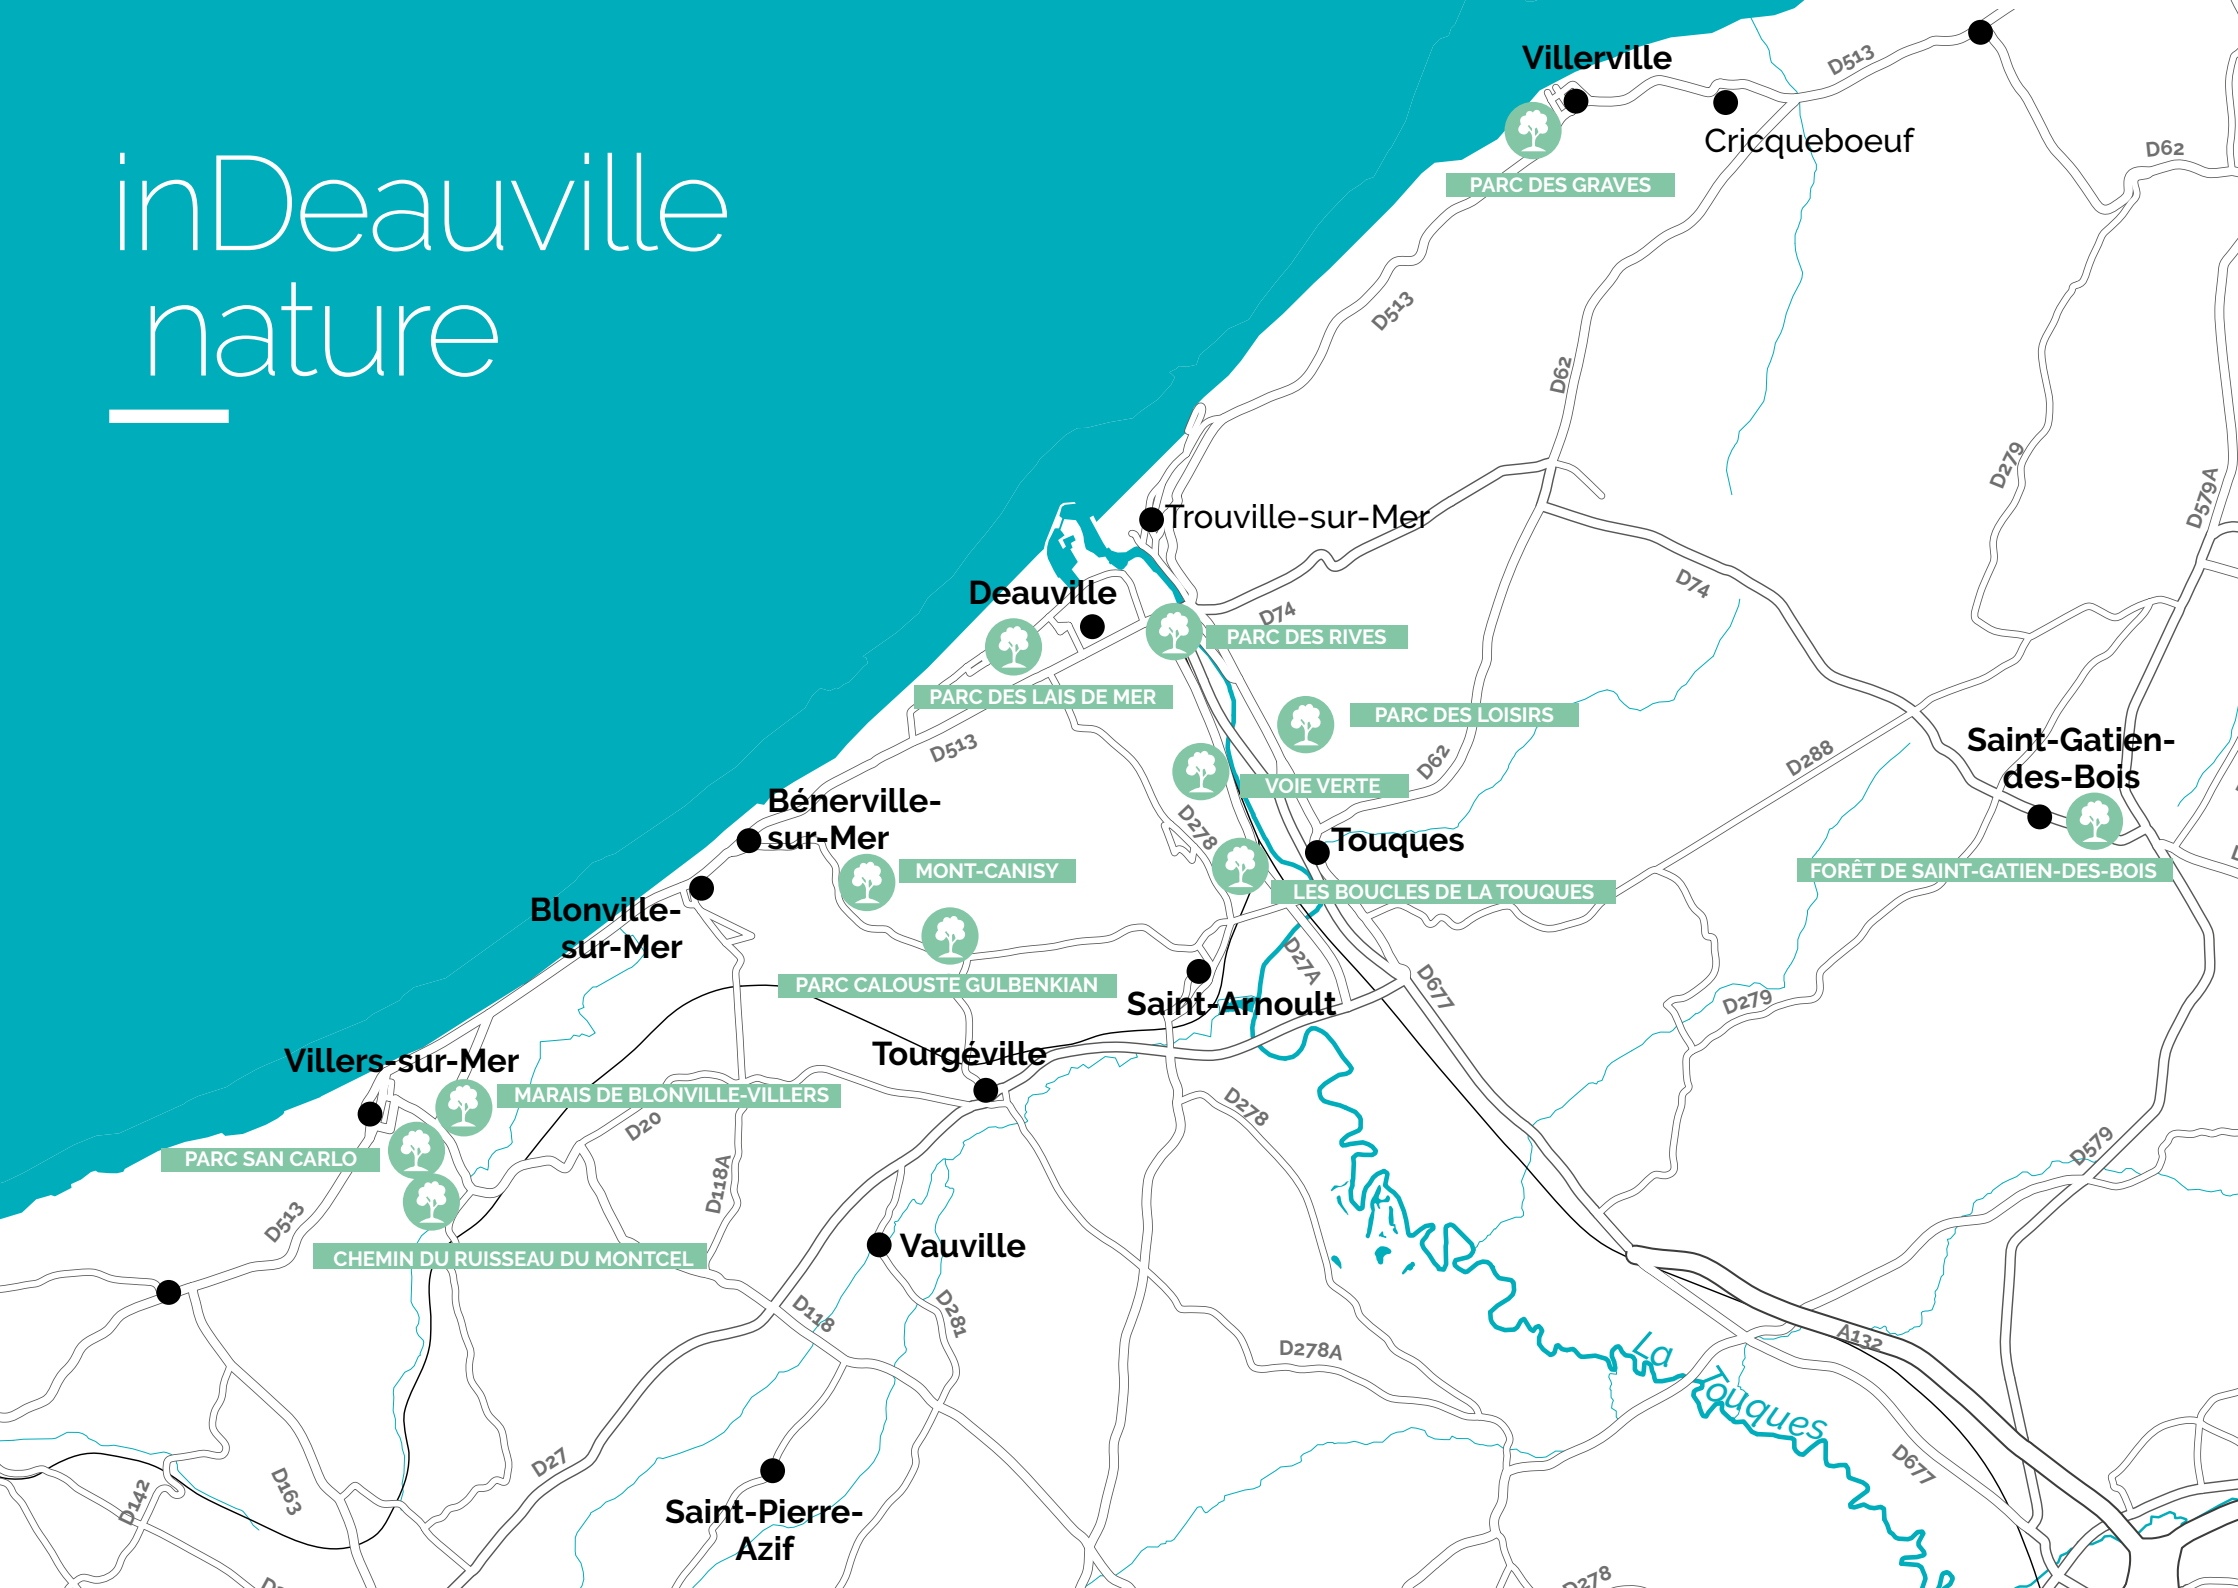 inDeauville
nature
Villerville
D513
Cricqueboeuf
D62
PARC DES GRAVES
D513
D62
D279
D579A
Trouville-sur-Mer
D74
Deauville
D74
PARC DES RIVES
PARC DES LAIS DE MER
PARC DES LOISIRS
D513
D62
D288
Saint-Gatien-
des-Bois
VOIE VERTE
Bénerville-
sur-Mer
D278
Touques
MONT-CANISY
FORÊT DE SAINT-GATIEN-DES-BOIS
LES BOUCLES DE LA TOUQUES
Blonville-
sur-Mer
D27A
D677
PARC CALOUSTE GULBENKIAN
Saint-Arnoult
D279
Villers-sur-Mer
Tourgéville
MARAIS DE BLONVILLE-VILLERS
D20
D278
D579
PARC SAN CARLO
D118A
D513
Vauville
CHEMIN DU RUISSEAU DU MONTCEL
D118
D281
D278A
A132
La
Touques
D27
D677
D142
D163
Saint-Pierre-
Azif
D278